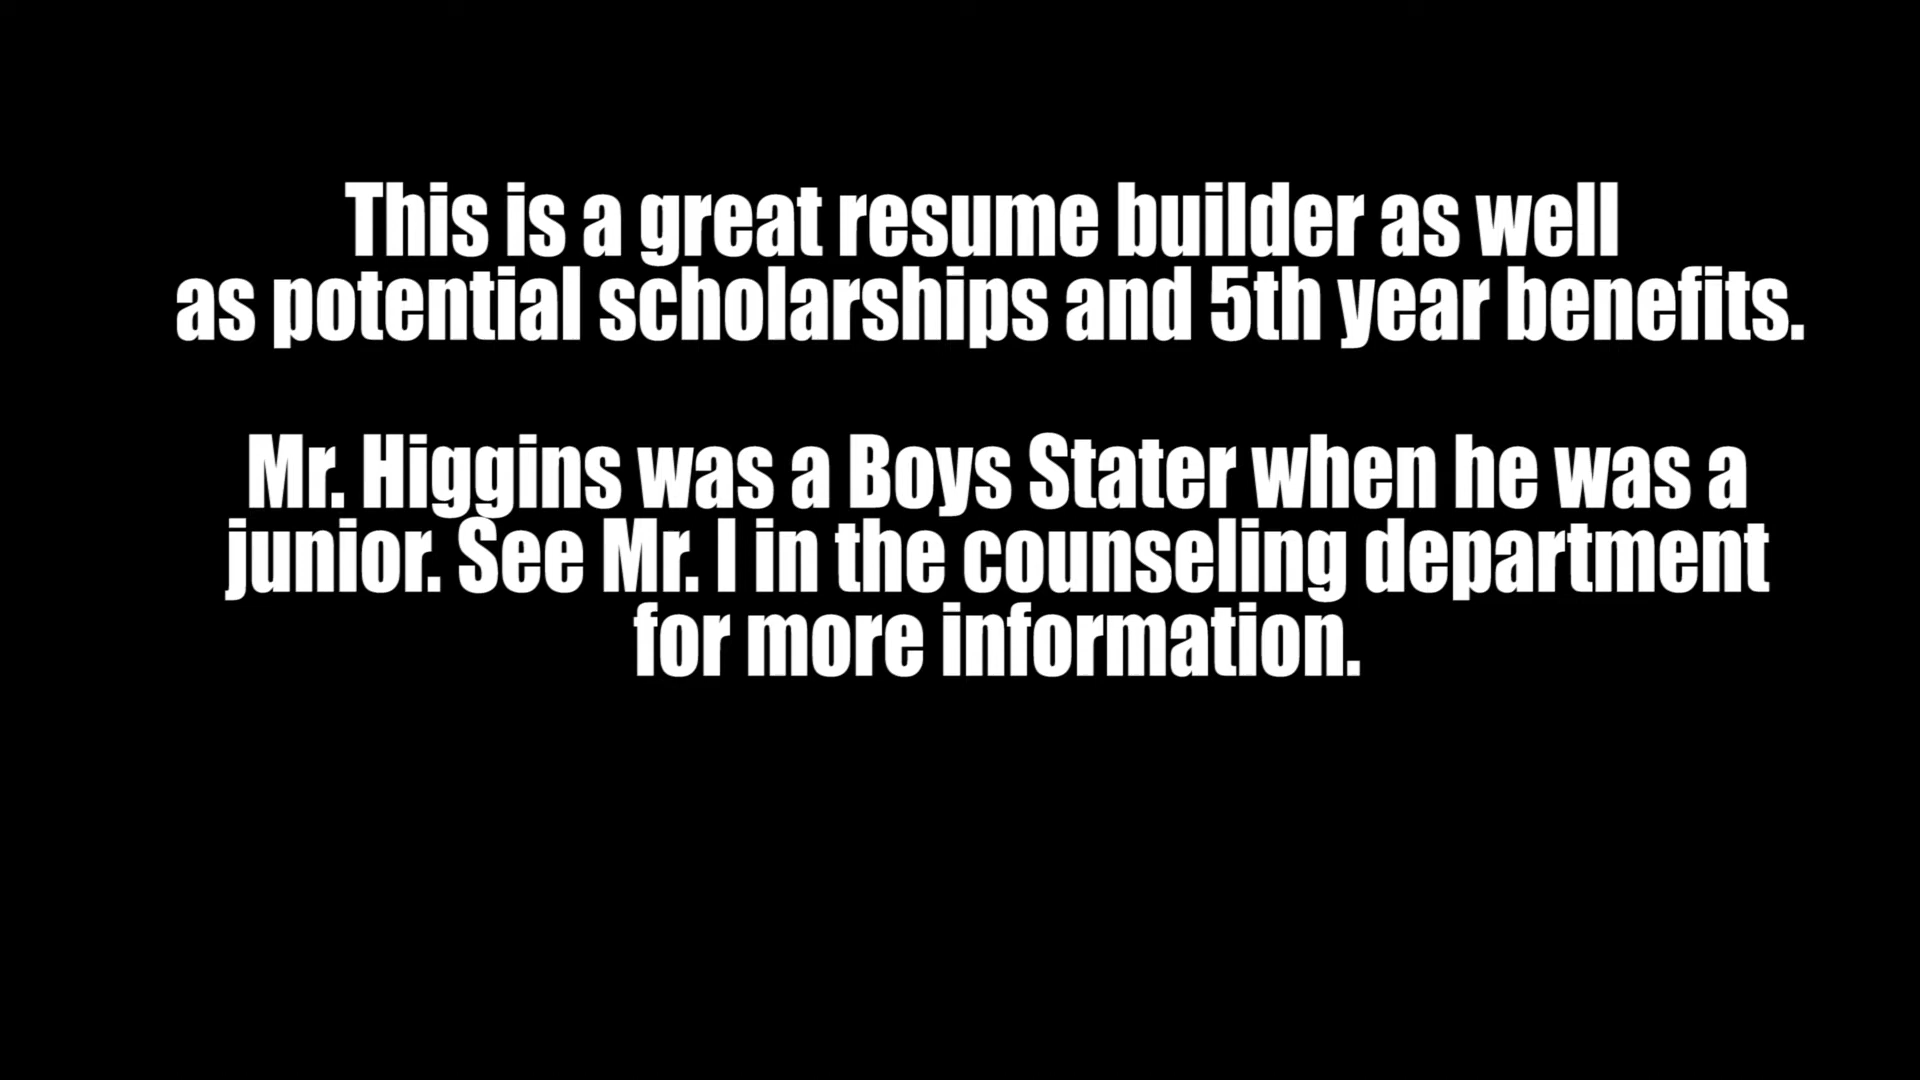 This is a great resume builder as well
as potential scholarships and 5th year benefits.
Mr. Higgins was a Boys Stater when he was a
junior. See Mr. I in the counseling department
for more information.